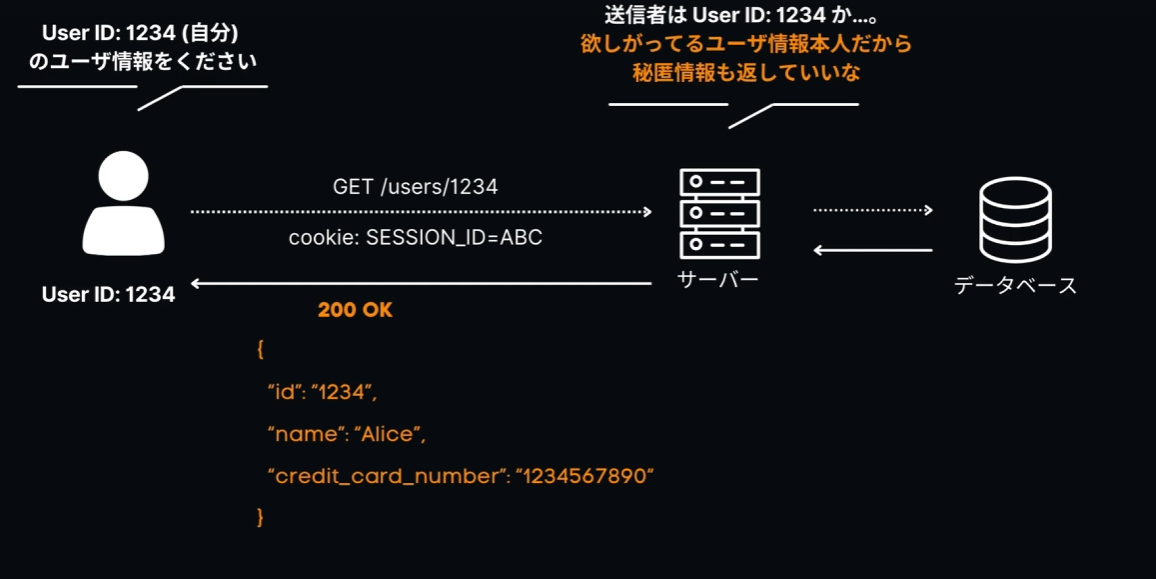 User ID: 1234 (自分)
のユーザ情報をください
送信者は User ID: 1234 か...。
欲しがってるユーザ情報本人だから
秘匿情報も返していいな
GET /users/1234
cookie: SESSION_ID=ABC
サーバー
データベース
User ID: 1234
200 OK
{
“id”: “1234”,
“name”: “Alice”,
“credit_card_number”: “1234567890“
}